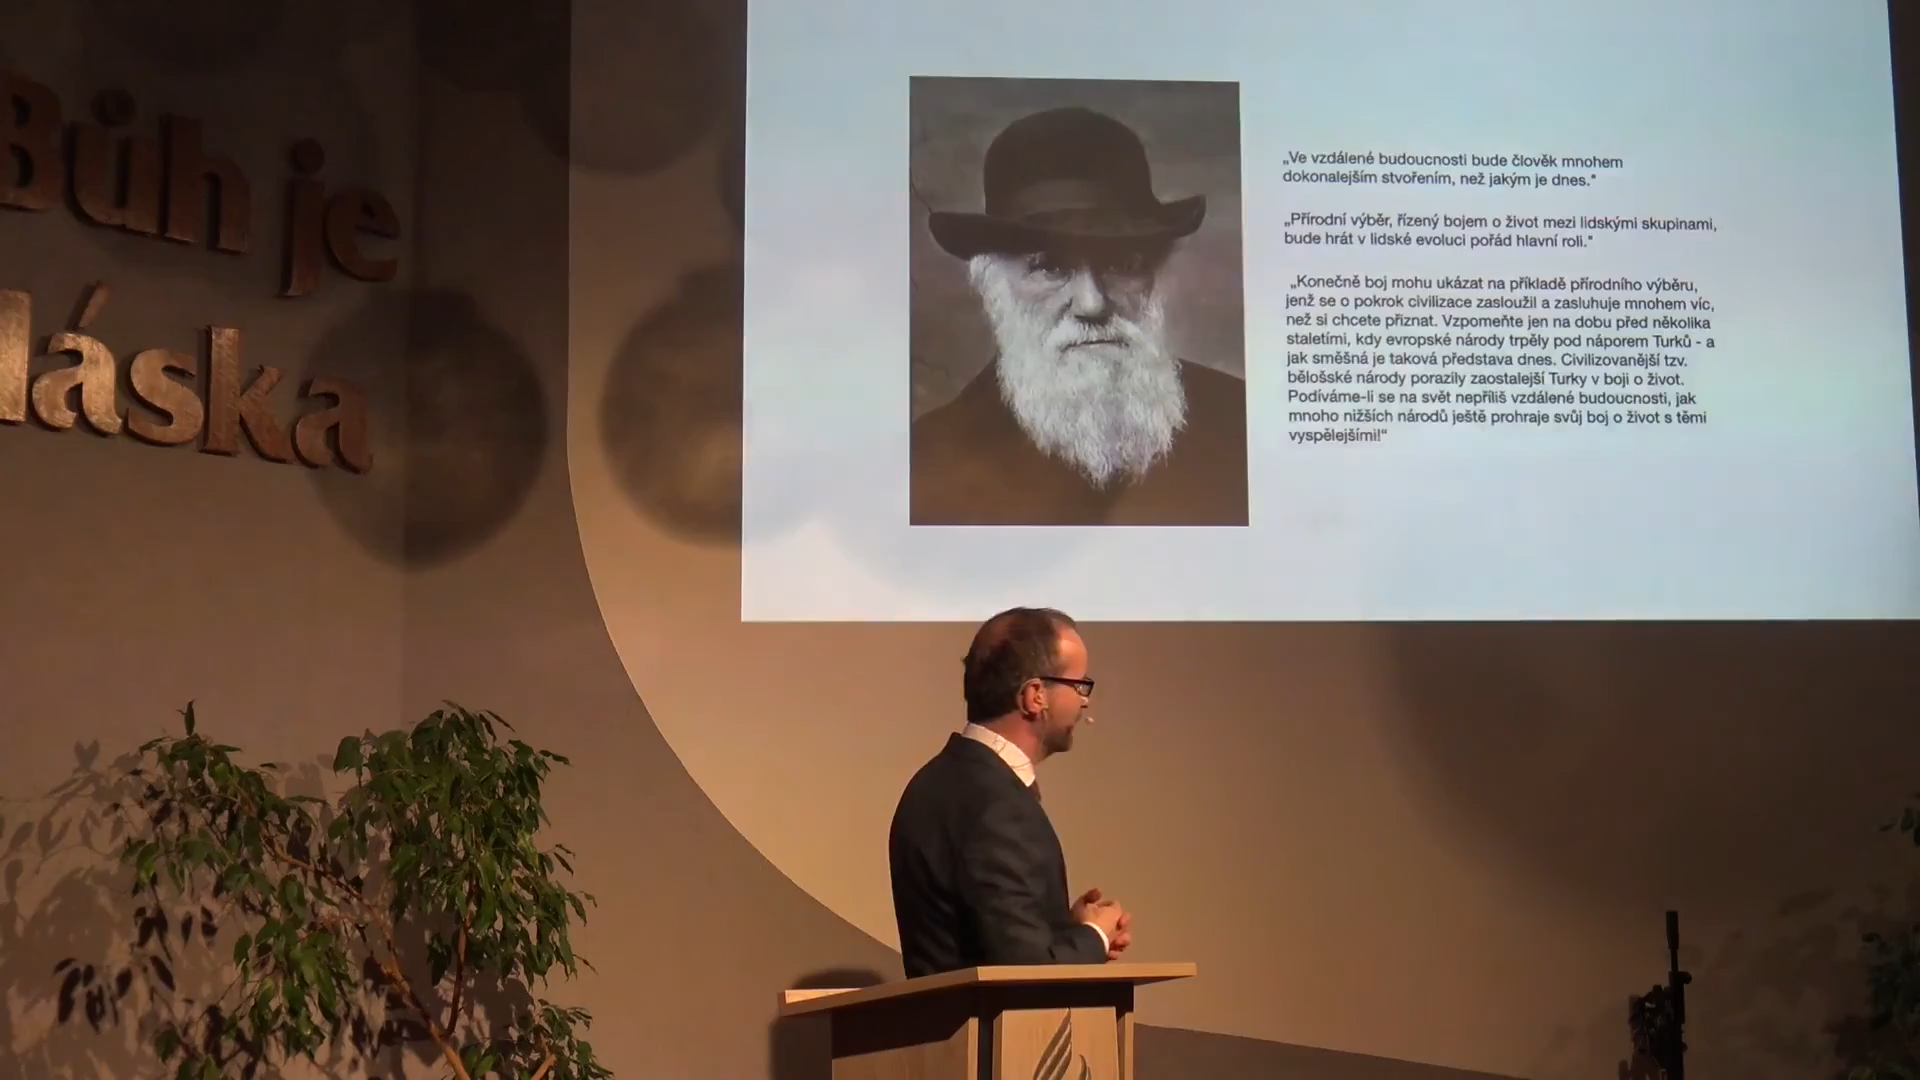 Bůh je
láska
„Ve vzdálené budoucnosti bude člověk mnohem
dokonalejším stvořením, než jakým je dnes."
„Přírodní výběr, řízený bojem o život mezi lidskými skupinami,
bude hrát v lidské evoluci pořád hlavní roli."
„Konečně boj mohu ukázat na příkladě přírodního výběru,
jenž se o pokrok civilizace zasloužil a zasluhuje mnohem víc,
než si chcete přiznat. Vzpomeňte jen na dobu před několika
staletími, kdy evropské národy trpěly pod náporem Turků - a
jak směšná je taková představa dnes. Civilizovanější tzv.
bělošské národy porazily zaostalejší Turky v boji o život.
Podíváme-li se na svět nepříliš vzdálené budoucnosti, jak
mnoho nižších národů ještě prohraje svůj boj o život s těmi
vyspělejšími!“